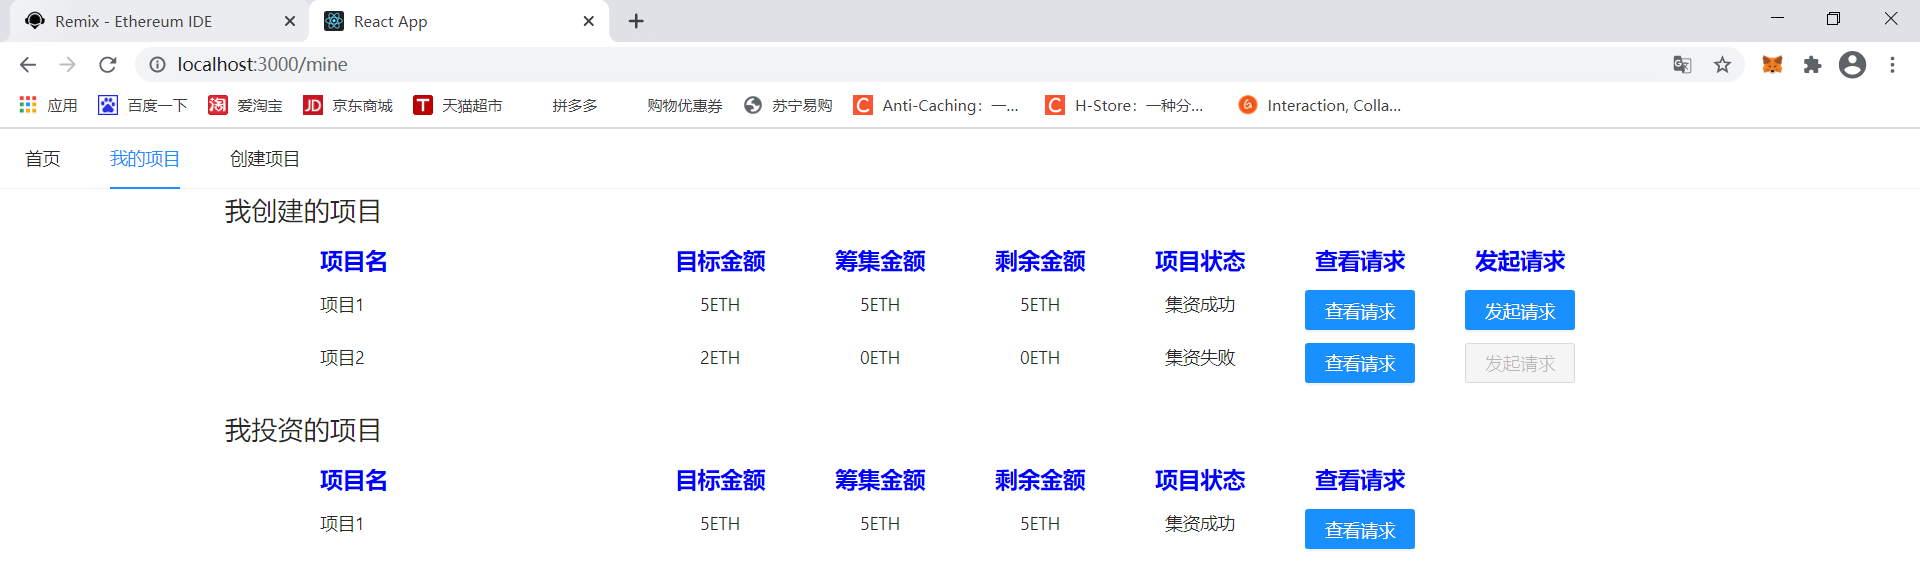 Remix - Ethereum IDE React App
localhost:3000/mine
应用 百度一下 爱淘宝 JD 京东商城 T 天猫超市 拼多多 购物优惠券 苏宁易购 C Anti-Caching：一... C H-Store：一种分... Interaction, Colla...
首页 我的项目 创建项目
我创建的项目
项目名 目标金额 筹集金额 剩余金额 项目状态 查看请求 发起请求
项目1 5ETH 5ETH 5ETH 集资成功 查看请求 发起请求
项目2 2ETH 0ETH 0ETH 集资失败 查看请求 发起请求
我投资的项目
项目名 目标金额 筹集金额 剩余金额 项目状态 查看请求
项目1 5ETH 5ETH 5ETH 集资成功 查看请求